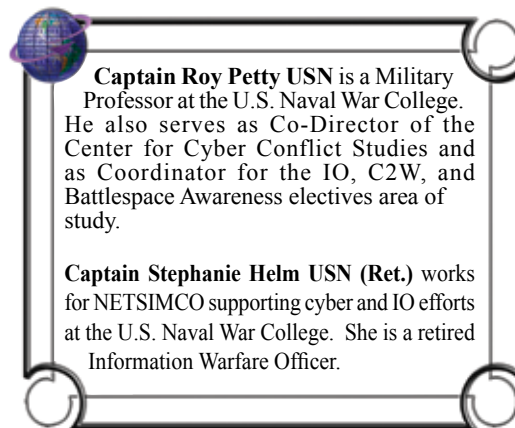 Captain Roy Petty USN is a Military
Professor at the U.S. Naval War College.
He also serves as Co-Director of the
Center for Cyber Conflict Studies and
as Coordinator for the IO, C2W, and
Battlespace Awareness electives area of
study.
Captain Stephanie Helm USN (Ret.) works
for NETSIMCO supporting cyber and IO efforts
at the U.S. Naval War College. She is a retired
Information Warfare Officer.